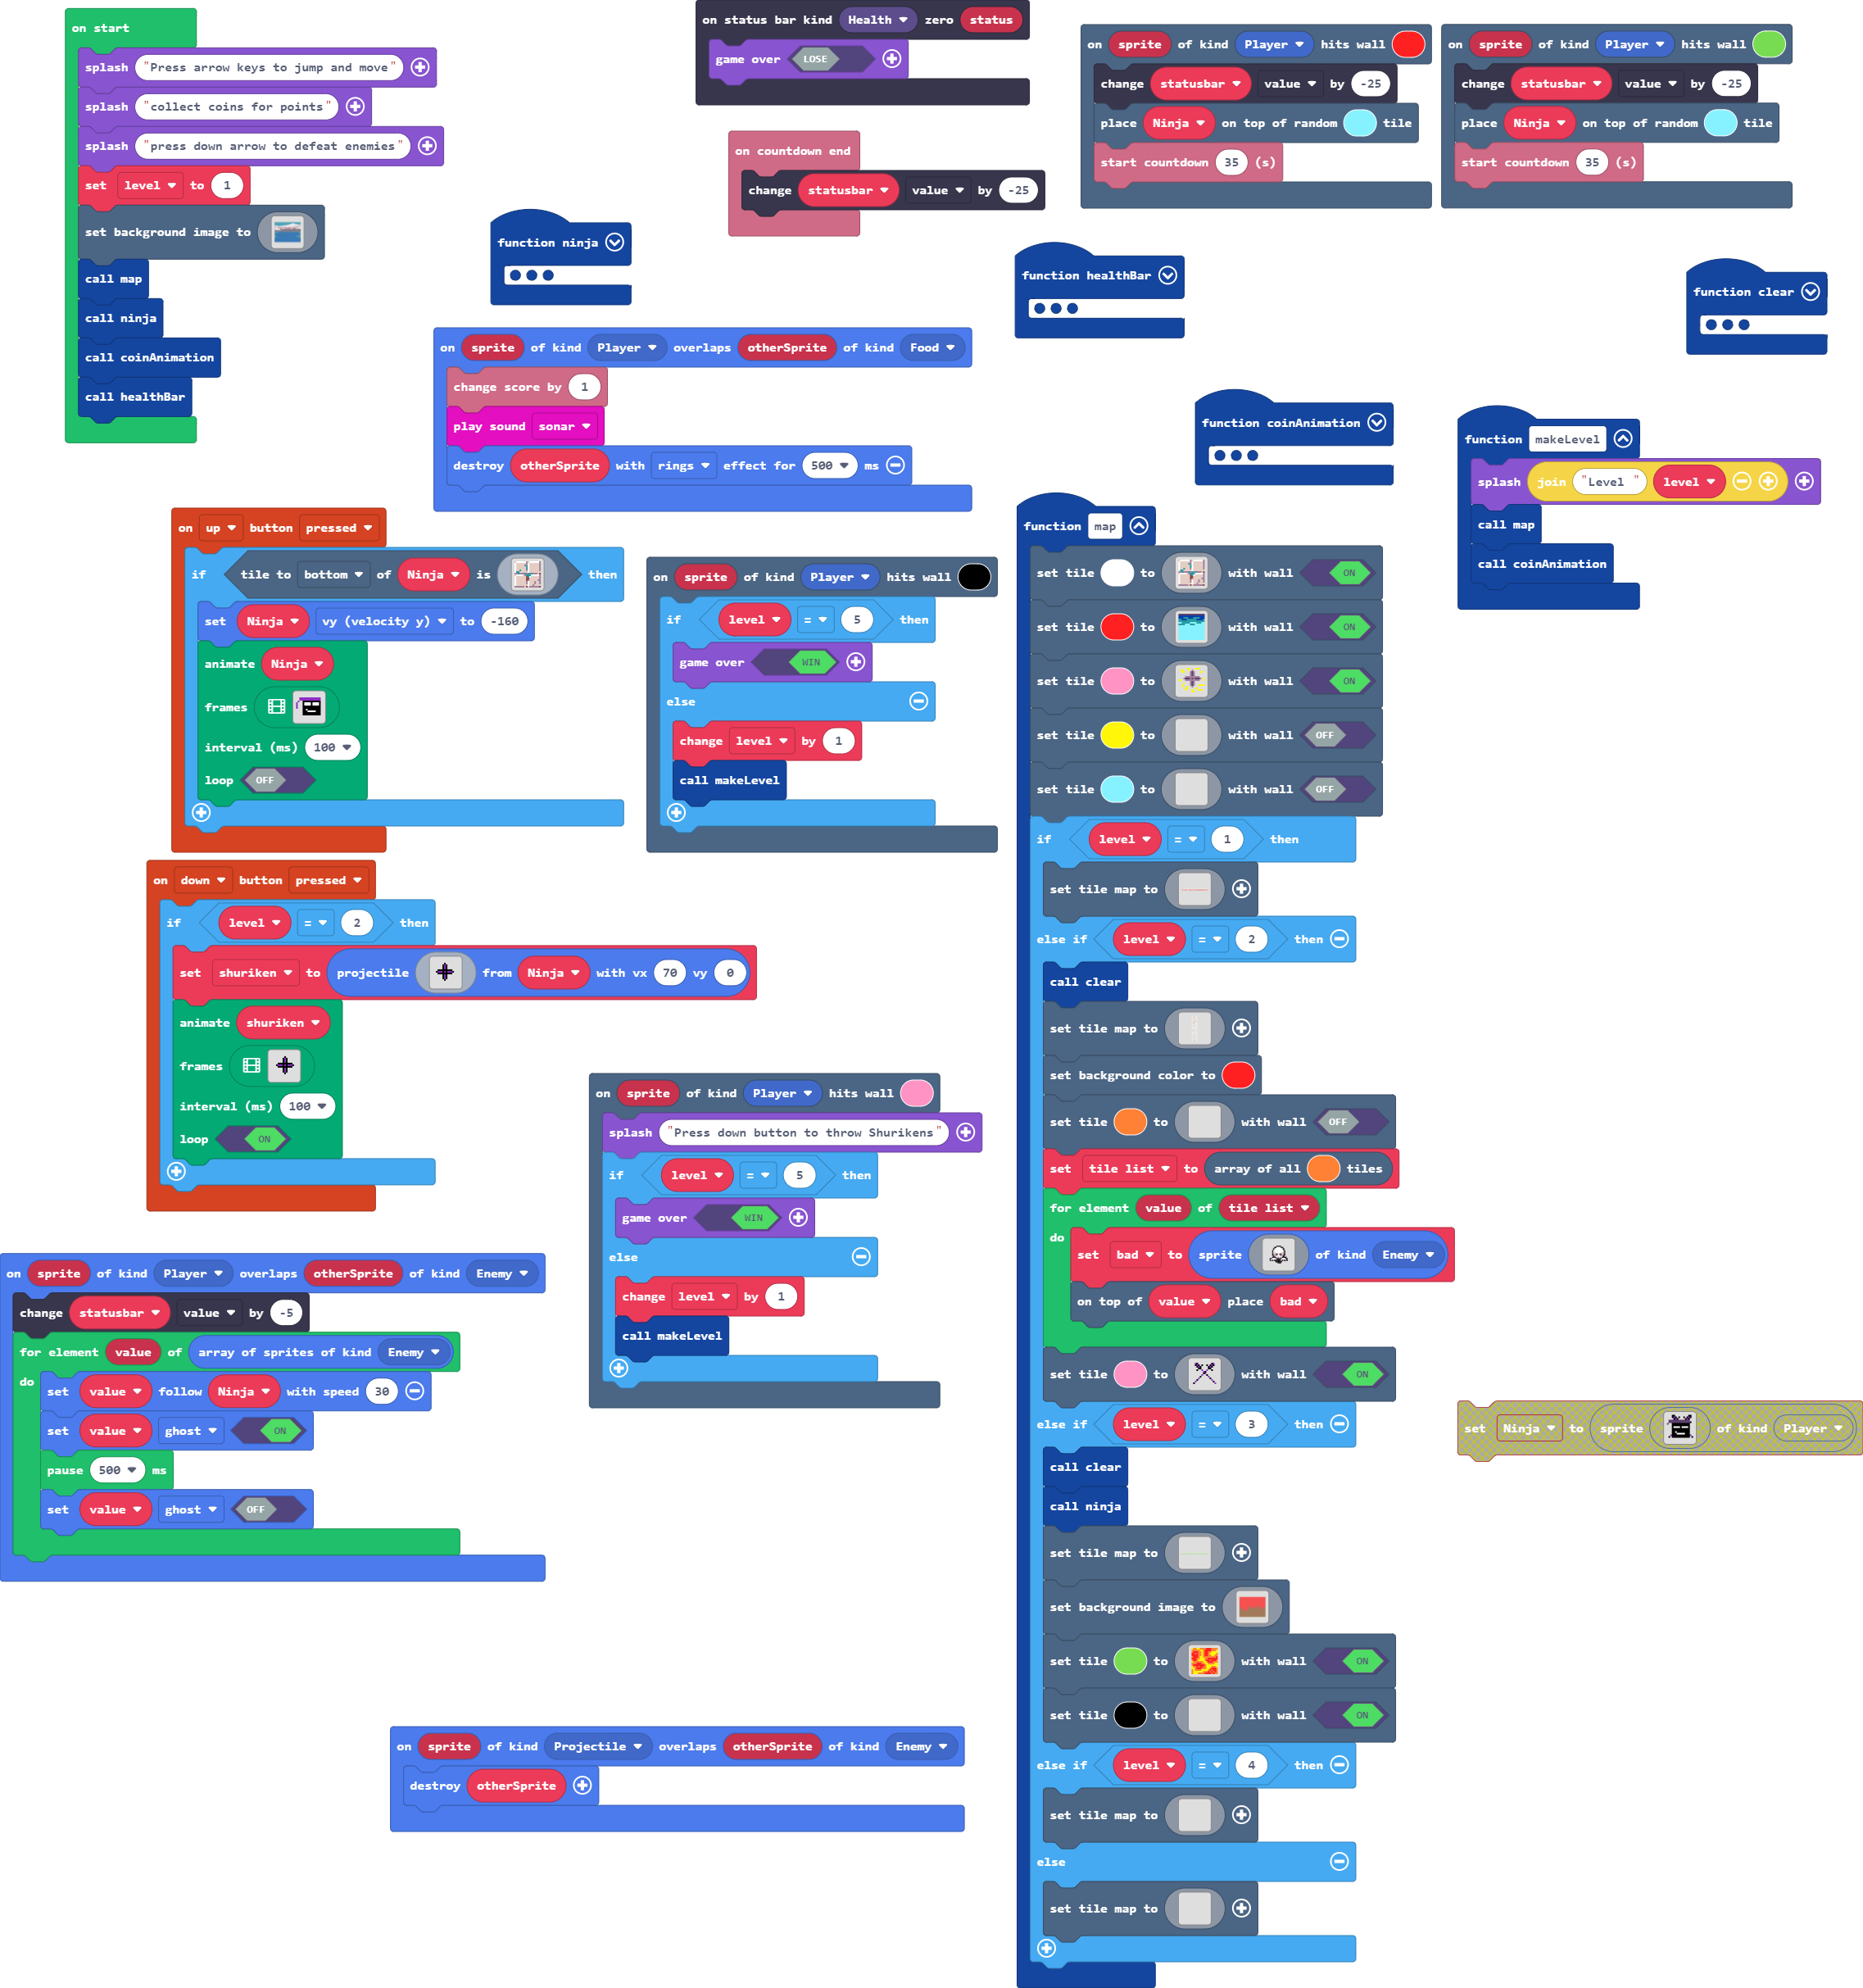 on start
splash "Press arrow keys to jump and move"
splash "collect coins for points"
splash "press down arrow to defeat enemies"
set level to 1
set background image to
call map
call ninja
call coinAnimation
call healthBar
on status bar kind Health zero status
game over LOSE
on countdown end
change statusbar value by -25
on sprite of kind Player hits wall
change statusbar value by -25
place Ninja on top of random tile
start countdown 35 (s)
on sprite of kind Player hits wall
change statusbar value by -25
place Ninja on top of random tile
start countdown 35 (s)
function ninja
function healthBar
function clear
on sprite of kind Player overlaps otherSprite of kind Food
change score by 1
play sound sonar
destroy otherSprite with rings effect for 500 ms
function coinAnimation
function makeLevel
splash join "Level " level
call map
call coinAnimation
on up button pressed
if tile to bottom of Ninja is then
set Ninja vy (velocity y) to -160
animate Ninja
frames
interval (ms) 100
loop OFF
on sprite of kind Player hits wall
if level = 5 then
game over WIN
else
change level by 1
call makeLevel
on down button pressed
if level = 2 then
set shuriken to projectile from Ninja with vx 70 vy 0
animate shuriken
frames
interval (ms) 100
loop ON
on sprite of kind Player hits wall
splash "Press down button to throw Shurikens"
if level = 5 then
game over WIN
else
change level by 1
call makeLevel
on sprite of kind Player overlaps otherSprite of kind Enemy
change statusbar value by -5
for element value of array of sprites of kind Enemy
do
set value follow Ninja with speed 30
set value ghost ON
pause 500 ms
set value ghost OFF
on sprite of kind Projectile overlaps otherSprite of kind Enemy
destroy otherSprite
function map
set tile to with wall ON
set tile to with wall ON
set tile to with wall ON
set tile to with wall OFF
set tile to with wall OFF
if level = 1 then
set tile map to
else if level = 2 then
call clear
set tile map to
set background color to
set tile to with wall OFF
set tile list to array of all tiles
for element value of tile list
do
set bad to sprite of kind Enemy
on top of value place bad
set tile to with wall ON
else if level = 3 then
call clear
call ninja
set tile map to
set background image to
set tile to with wall ON
set tile to with wall ON
else if level = 4 then
set tile map to
else
set tile map to
set Ninja to sprite of kind Player